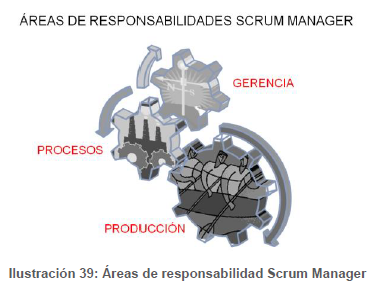 ÁREAS DE RESPONSABILIDADES SCRUM MANAGER
GERENCIA
N
S
PROCESOS
PRODUCCIÓN
Ilustración 39: Áreas de responsabilidad Scrum Manager